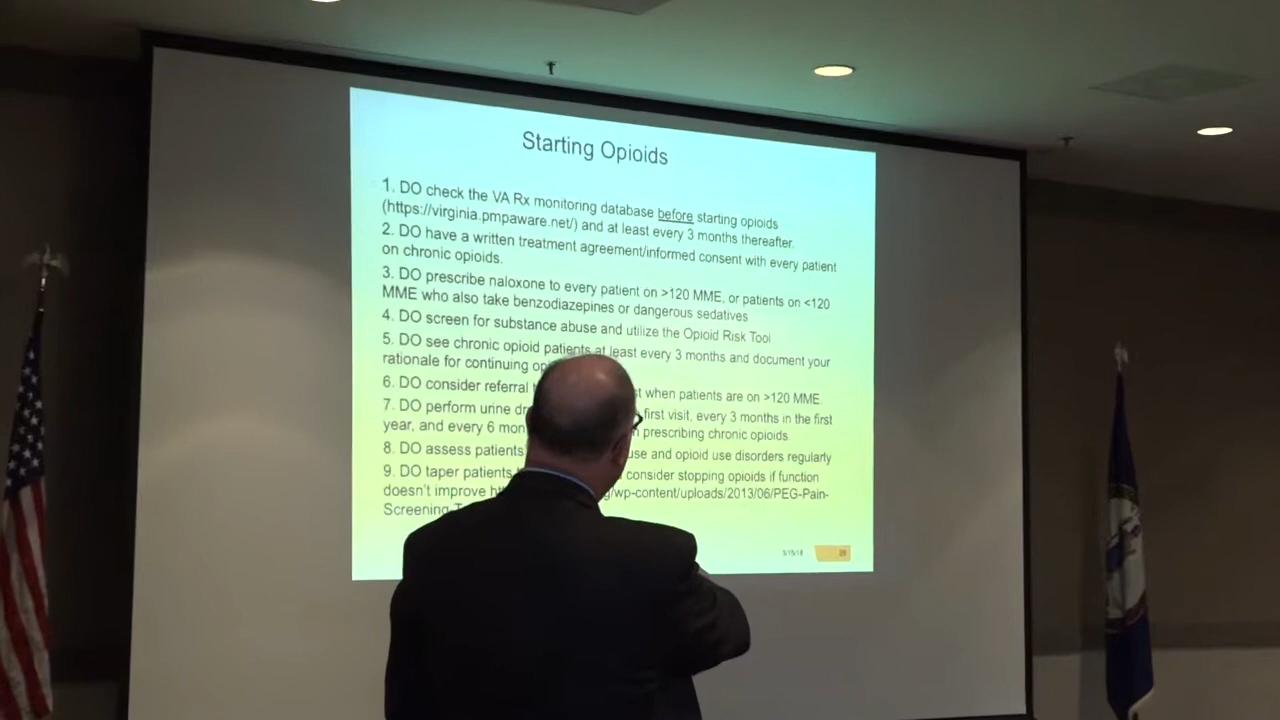 Starting Opioids
1. DO check the VA Rx monitoring database before starting opioids
(https://virginia.pmpaware.net/) and at least every 3 months thereafter.
2. DO have a written treatment agreement/informed consent with every patient
on chronic opioids.
3. DO prescribe naloxone to every patient on >120 MME, or patients on <120
MME who also take benzodiazepines or dangerous sedatives
4. DO screen for substance abuse and utilize the Opioid Risk Tool
5. DO see chronic opioid patients at least every 3 months and document your
rationale for continuing
6. DO consider referral when patients are on >120 MME.
7. DO perform urine first visit, every 3 months in the first
year, and every 6 prescribing chronic opioids
8. DO assess patients use and opioid use disorders regularly
9. DO taper patients consider stopping opioids if function
doesn't improve g/wp-content/uploads/2013/06/PEG-Pain-
Screening-